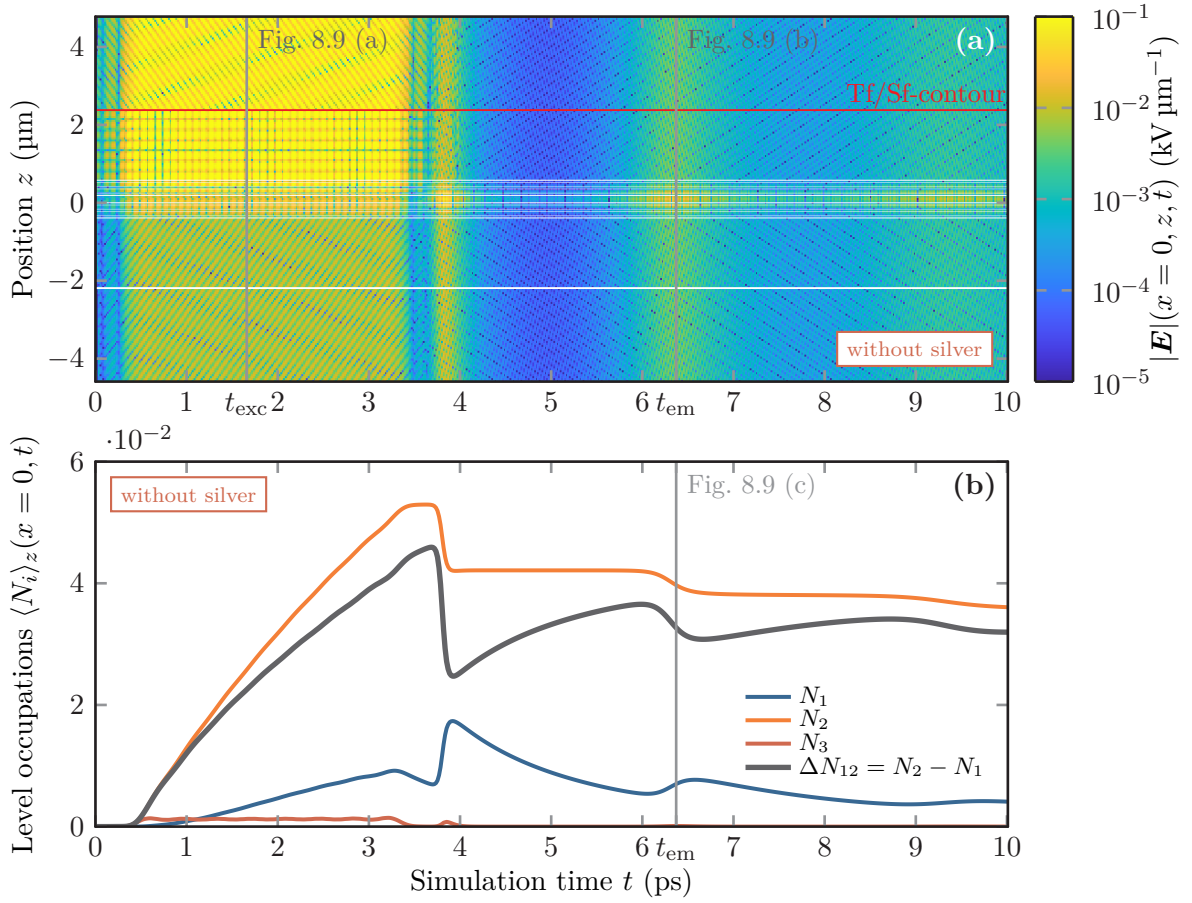 Fig. 8.9 (a)
Fig. 8.9 (b)
(a)
Tf/Sf-contour
without silver
Position z (µm)
4
2
0
−2
−4
0 1 t_exc 2 3 4 5 6 t_em 7 8 9 10
10^−1
10^−2
10^−3
10^−4
10^−5
|E|(x = 0, z, t) (kV µm^−1)
·10^−2
without silver
Fig. 8.9 (c)
(b)
Level occupations ⟨N_i⟩_z(x = 0, t)
6
4
2
0
N_1
N_2
N_3
ΔN_12 = N_2 − N_1
0 1 2 3 4 5 6 t_em 7 8 9 10
Simulation time t (ps)